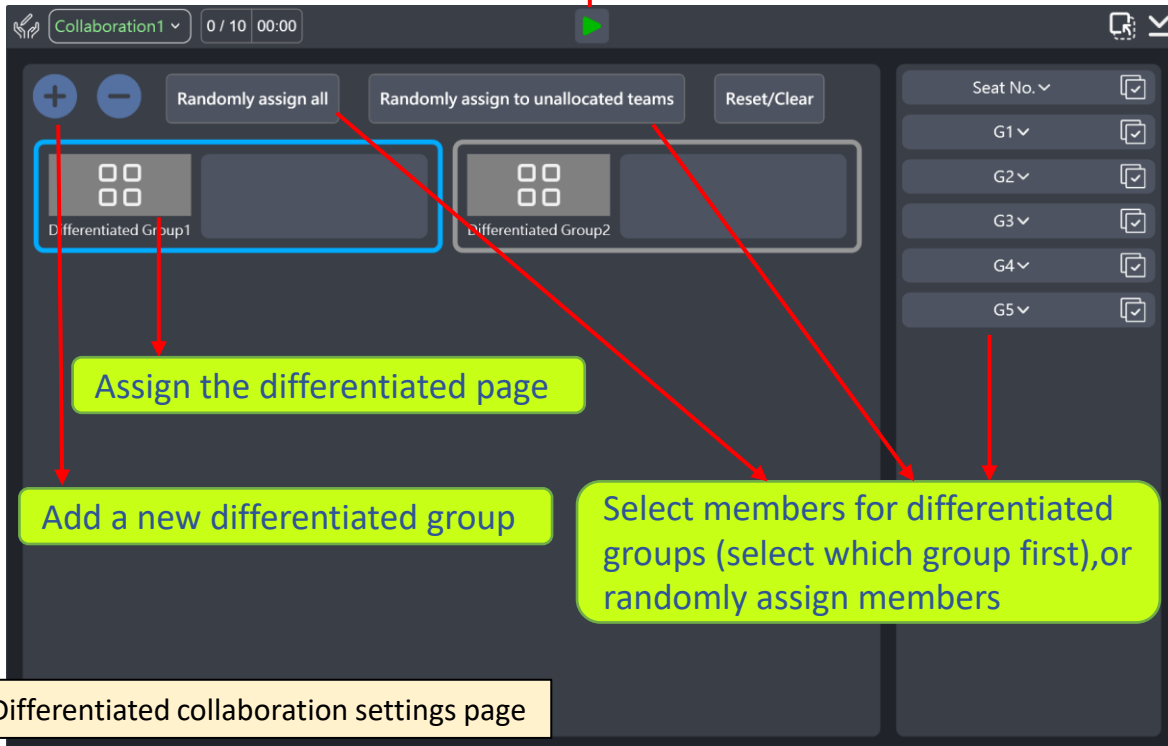 Collaboration1
0 / 10 00:00
Randomly assign all
Randomly assign to unallocated teams
Reset/Clear
Seat No.
G1
G2
G3
G4
G5
Differentiated Group1
Differentiated Group2
Assign the differentiated page
Add a new differentiated group
Select members for differentiated
groups (select which group first),or
randomly assign members
Differentiated collaboration settings page